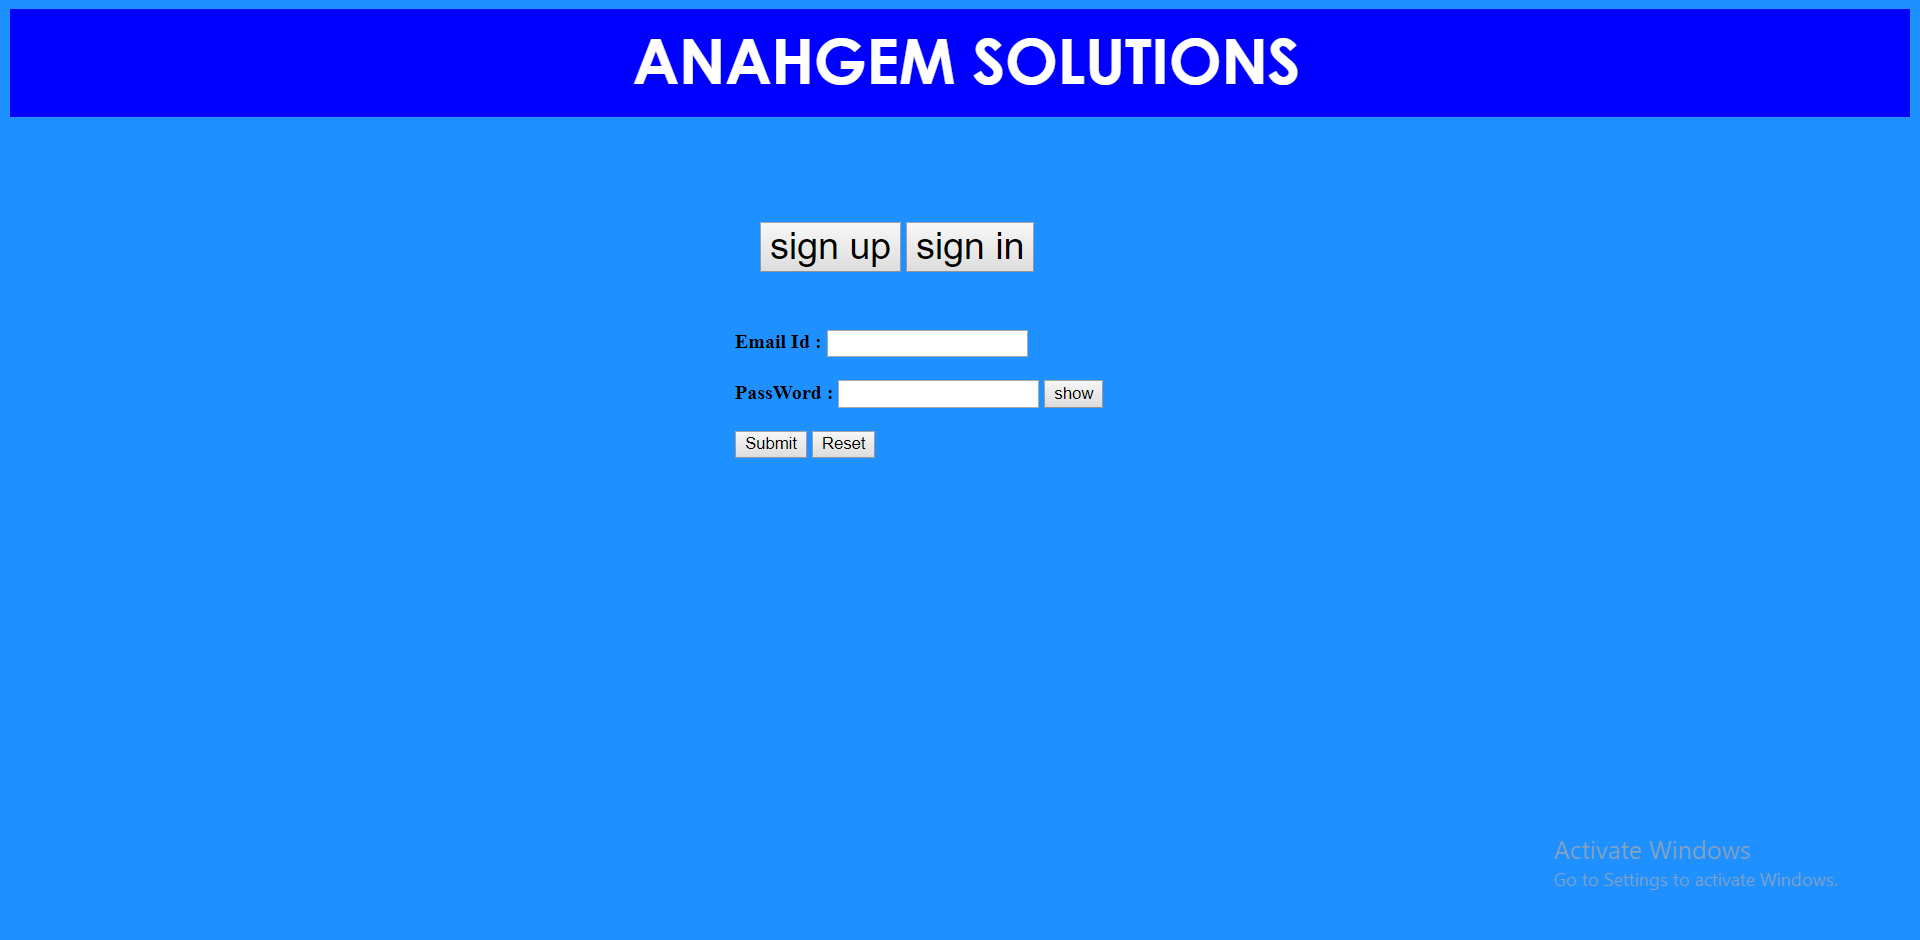 ANAHGEM SOLUTIONS
sign up sign in
Email Id :
PassWord : show
Submit Reset
Activate Windows
Go to Settings to activate Windows.